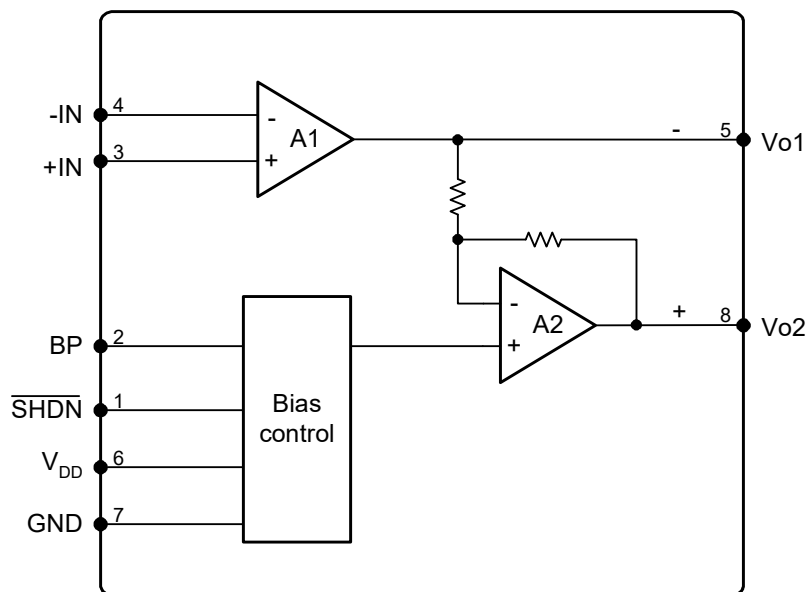 -IN 4
- A1 - 5 Vo1
+IN 3
+
- A2 + 8 Vo2
+
BP 2
SHDN 1
Bias
control
VDD 6
GND 7